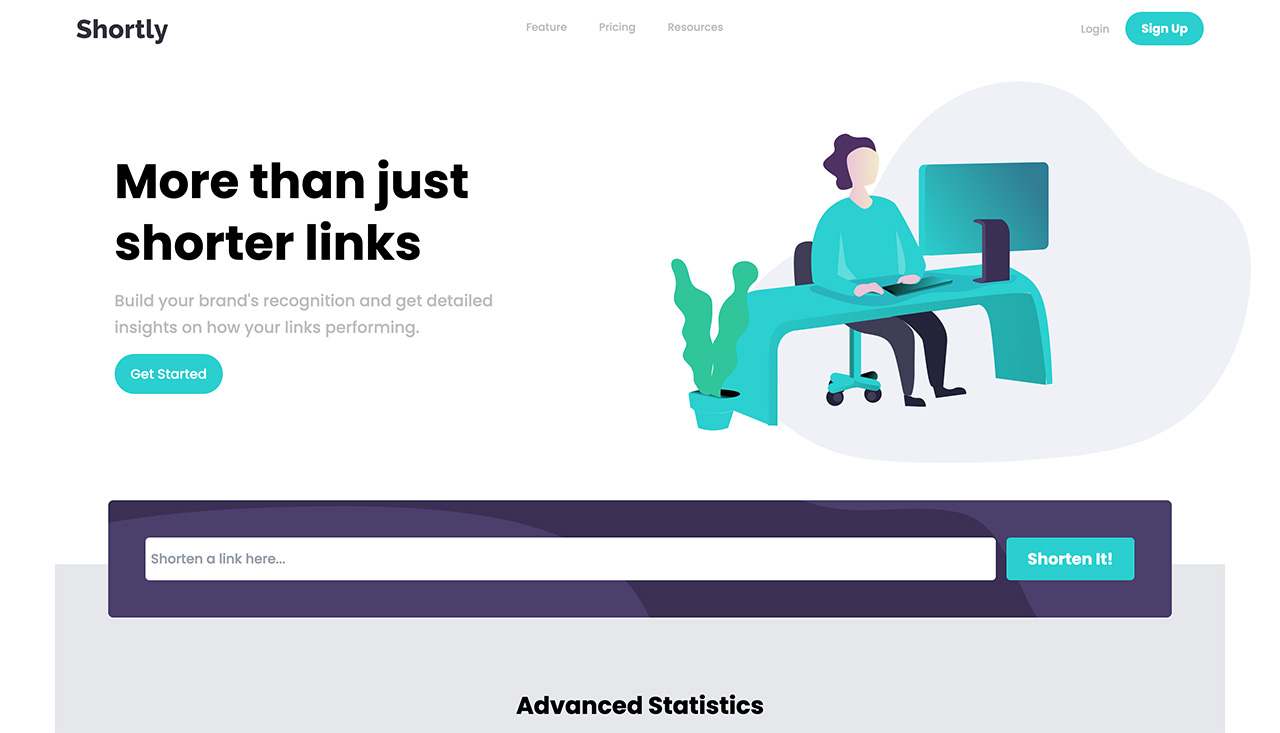 Shortly
Feature
Pricing
Resources
Login
Sign Up
More than just
shorter links
Build your brand's recognition and get detailed
insights on how your links performing.
Get Started
Shorten a link here...
Shorten It!
Advanced Statistics